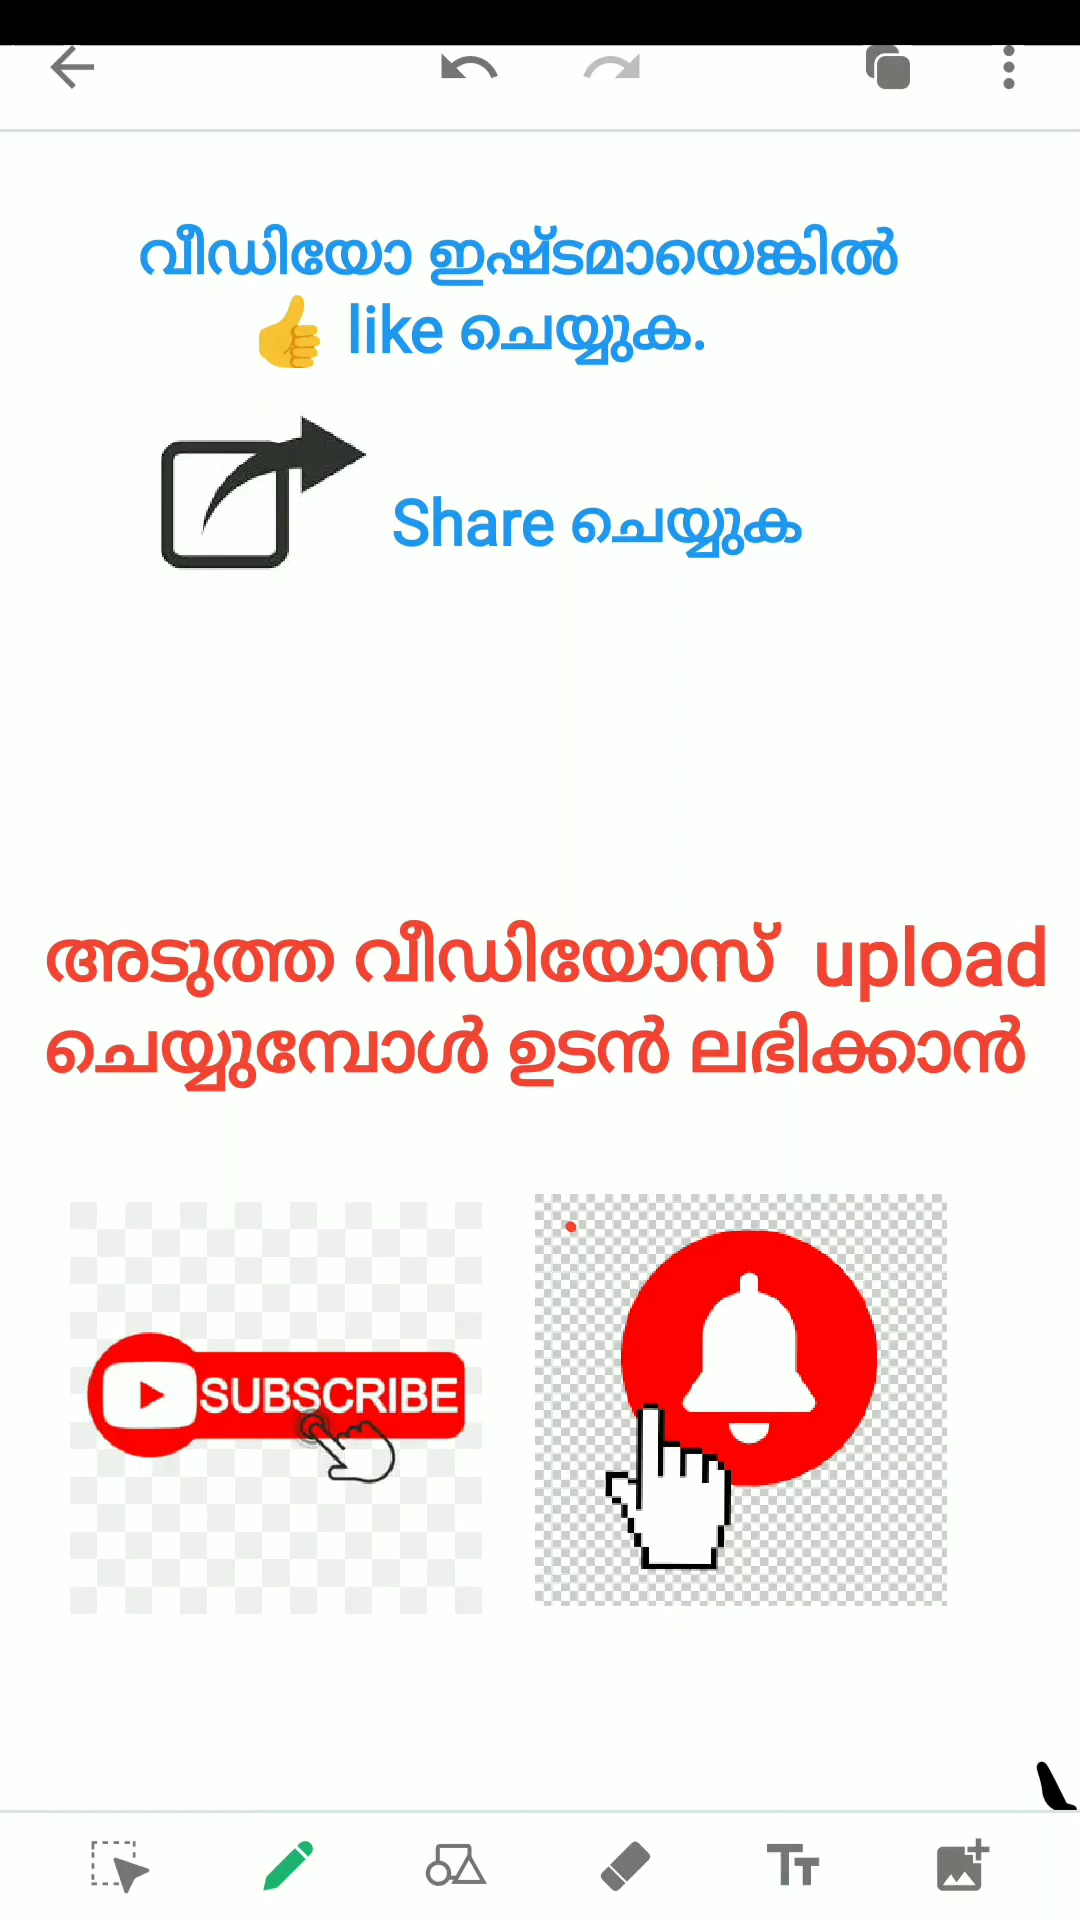 വീഡിയോ ഇഷ്ടമായെങ്കിൽ
👍 like ചെയ്യുക.
Share ചെയ്യുക
അടുത്ത വീഡിയോസ് upload
ചെയ്യുമ്പോൾ ഉടൻ ലഭിക്കാൻ
SUBSCRIBE